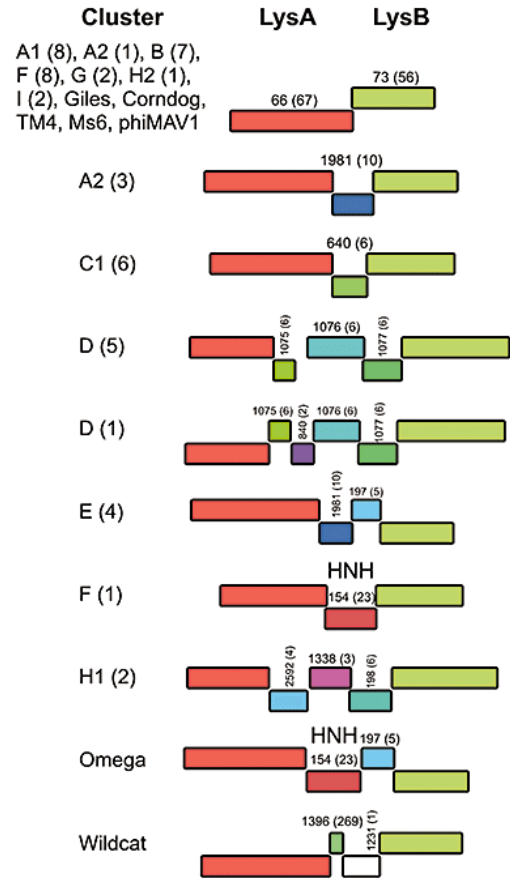 Cluster LysA LysB
A1 (8), A2 (1), B (7),
F (8), G (2), H2 (1),
I (2), Giles, Corndog,
TM4, Ms6, phiMAV1
66 (67) 73 (56)
A2 (3) 1981 (10)
C1 (6) 640 (6)
D (5) 1075 (6) 1076 (6) 1077 (6)
D (1) 1075 (6) 840 (2) 1076 (6) 1077 (6)
E (4) 1981 (10) 197 (5)
HNH
F (1) 154 (23)
H1 (2) 2592 (4) 1338 (3) 198 (6)
HNH 197 (5)
Omega 154 (23)
Wildcat 1396 (269) 1231 (1)